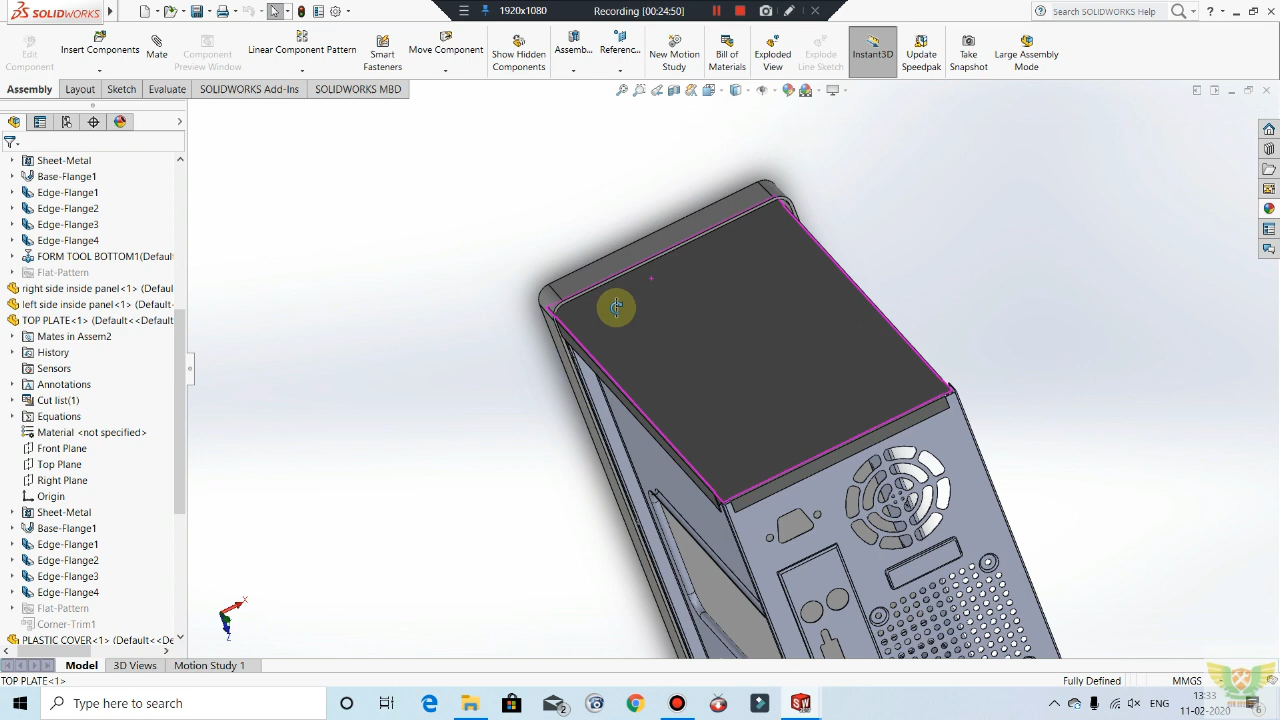 SOLIDWORKS
1920x1080
Recording [00:24:50]
Search SOLIDWORKS Help
Edit Component
Insert Components
Mate
Component Preview Window
Linear Component Pattern
Smart Fasteners
Move Component
Show Hidden Components
Assemb...
Referenc...
New Motion Study
Bill of Materials
Exploded View
Explode Line Sketch
Instant3D
Update Speedpak
Take Snapshot
Large Assembly Mode
Assembly
Layout
Sketch
Evaluate
SOLIDWORKS Add-Ins
SOLIDWORKS MBD
Sheet-Metal
Base-Flange1
Edge-Flange1
Edge-Flange2
Edge-Flange3
Edge-Flange4
FORM TOOL BOTTOM1(Defaul
Flat-Pattern
right side inside panel<1> (Default
left side inside panel<1> (Default
TOP PLATE<1> (Default<<Default
Mates in Assem2
History
Sensors
Annotations
Cut list(1)
Equations
Material <not specified>
Front Plane
Top Plane
Right Plane
Origin
Sheet-Metal
Base-Flange1
Edge-Flange1
Edge-Flange2
Edge-Flange3
Edge-Flange4
Flat-Pattern
Corner-Trim1
PLASTIC COVER<1> (Default<<De
X
Z
Model
3D Views
Motion Study 1
TOP PLATE<1>
Fully Defined
MMGS
Type here to search
2
ENG
13:33
11-02-2020
6